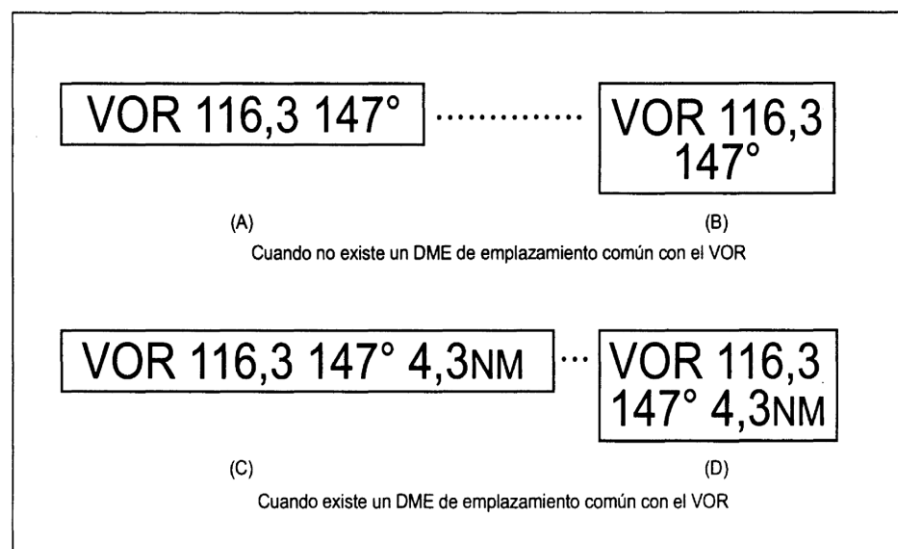 VOR 116,3 147° .............. VOR 116,3
147°
(A) (B)
Cuando no existe un DME de emplazamiento común con el VOR
VOR 116,3 147° 4,3NM ... VOR 116,3
147° 4,3NM
(C) (D)
Cuando existe un DME de emplazamiento común con el VOR